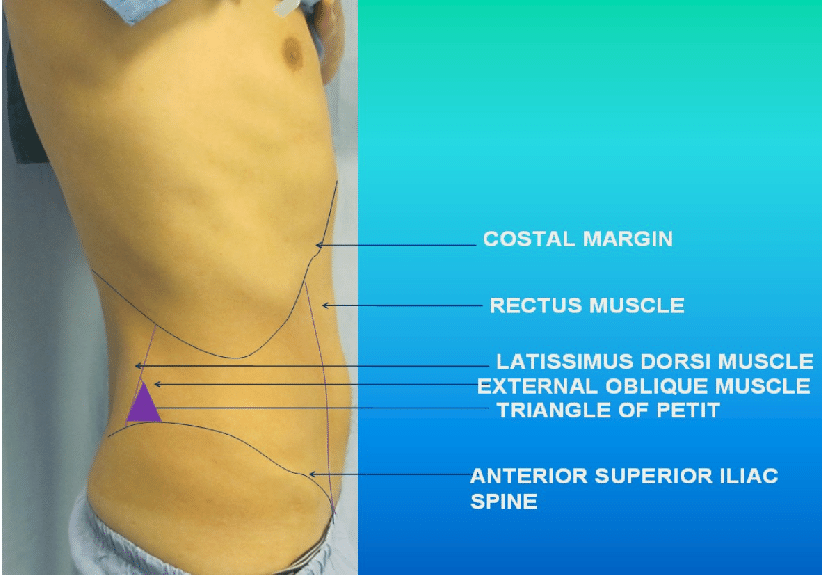 COSTAL MARGIN
RECTUS MUSCLE
LATISSIMUS DORSI MUSCLE
EXTERNAL OBLIQUE MUSCLE
TRIANGLE OF PETIT
ANTERIOR SUPERIOR ILIAC
SPINE